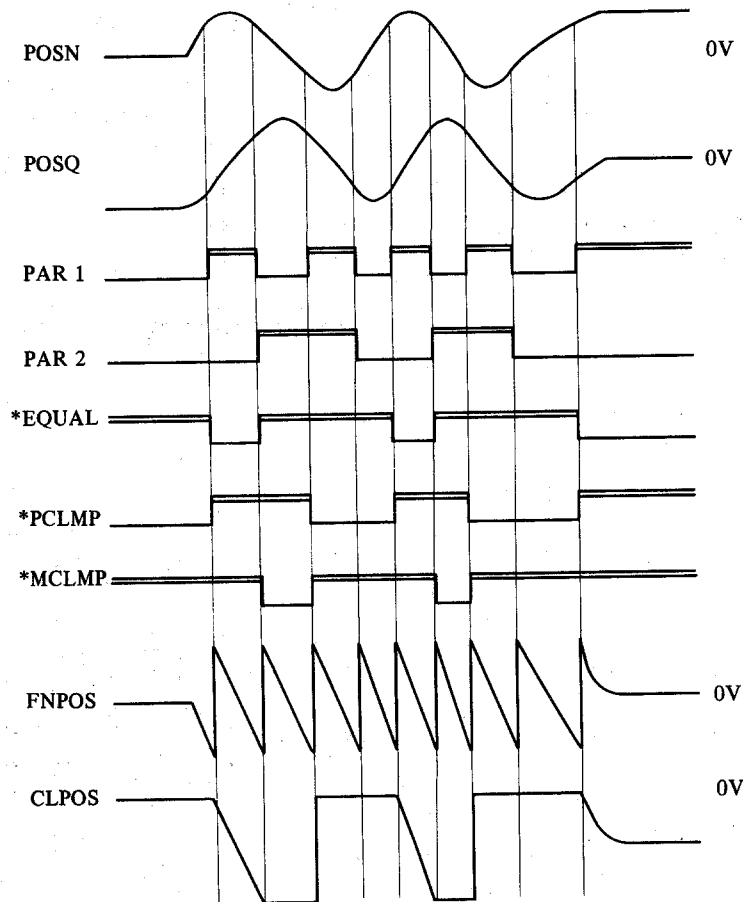 POSN 0V
POSQ 0V
PAR 1
PAR 2
*EQUAL
*PCLMP
*MCLMP
FNPOS 0V
CLPOS 0V